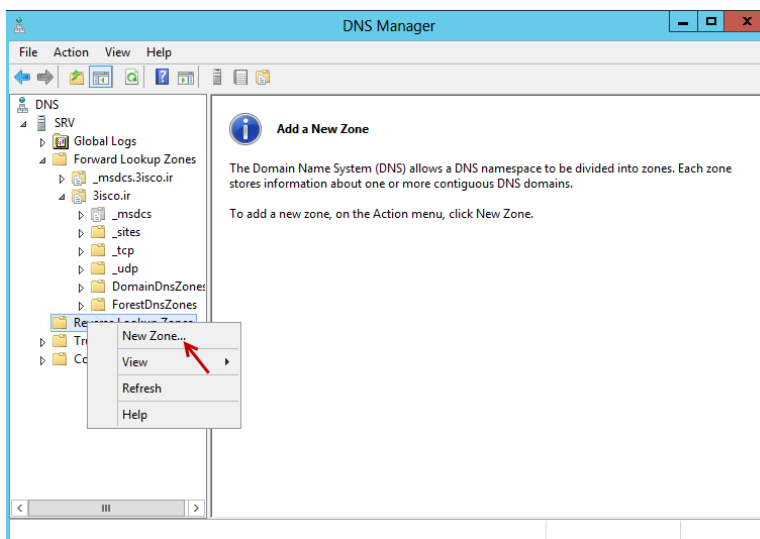 DNS Manager
File Action View Help
DNS
SRV
Global Logs
Forward Lookup Zones
_msdcs.3isco.ir
3isco.ir
_msdcs
_sites
_tcp
_udp
DomainDnsZones
ForestDnsZones
Reverse Lookup Zones
New Zone...
View
Refresh
Help
Add a New Zone
The Domain Name System (DNS) allows a DNS namespace to be divided into zones. Each zone
stores information about one or more contiguous DNS domains.
To add a new zone, on the Action menu, click New Zone.